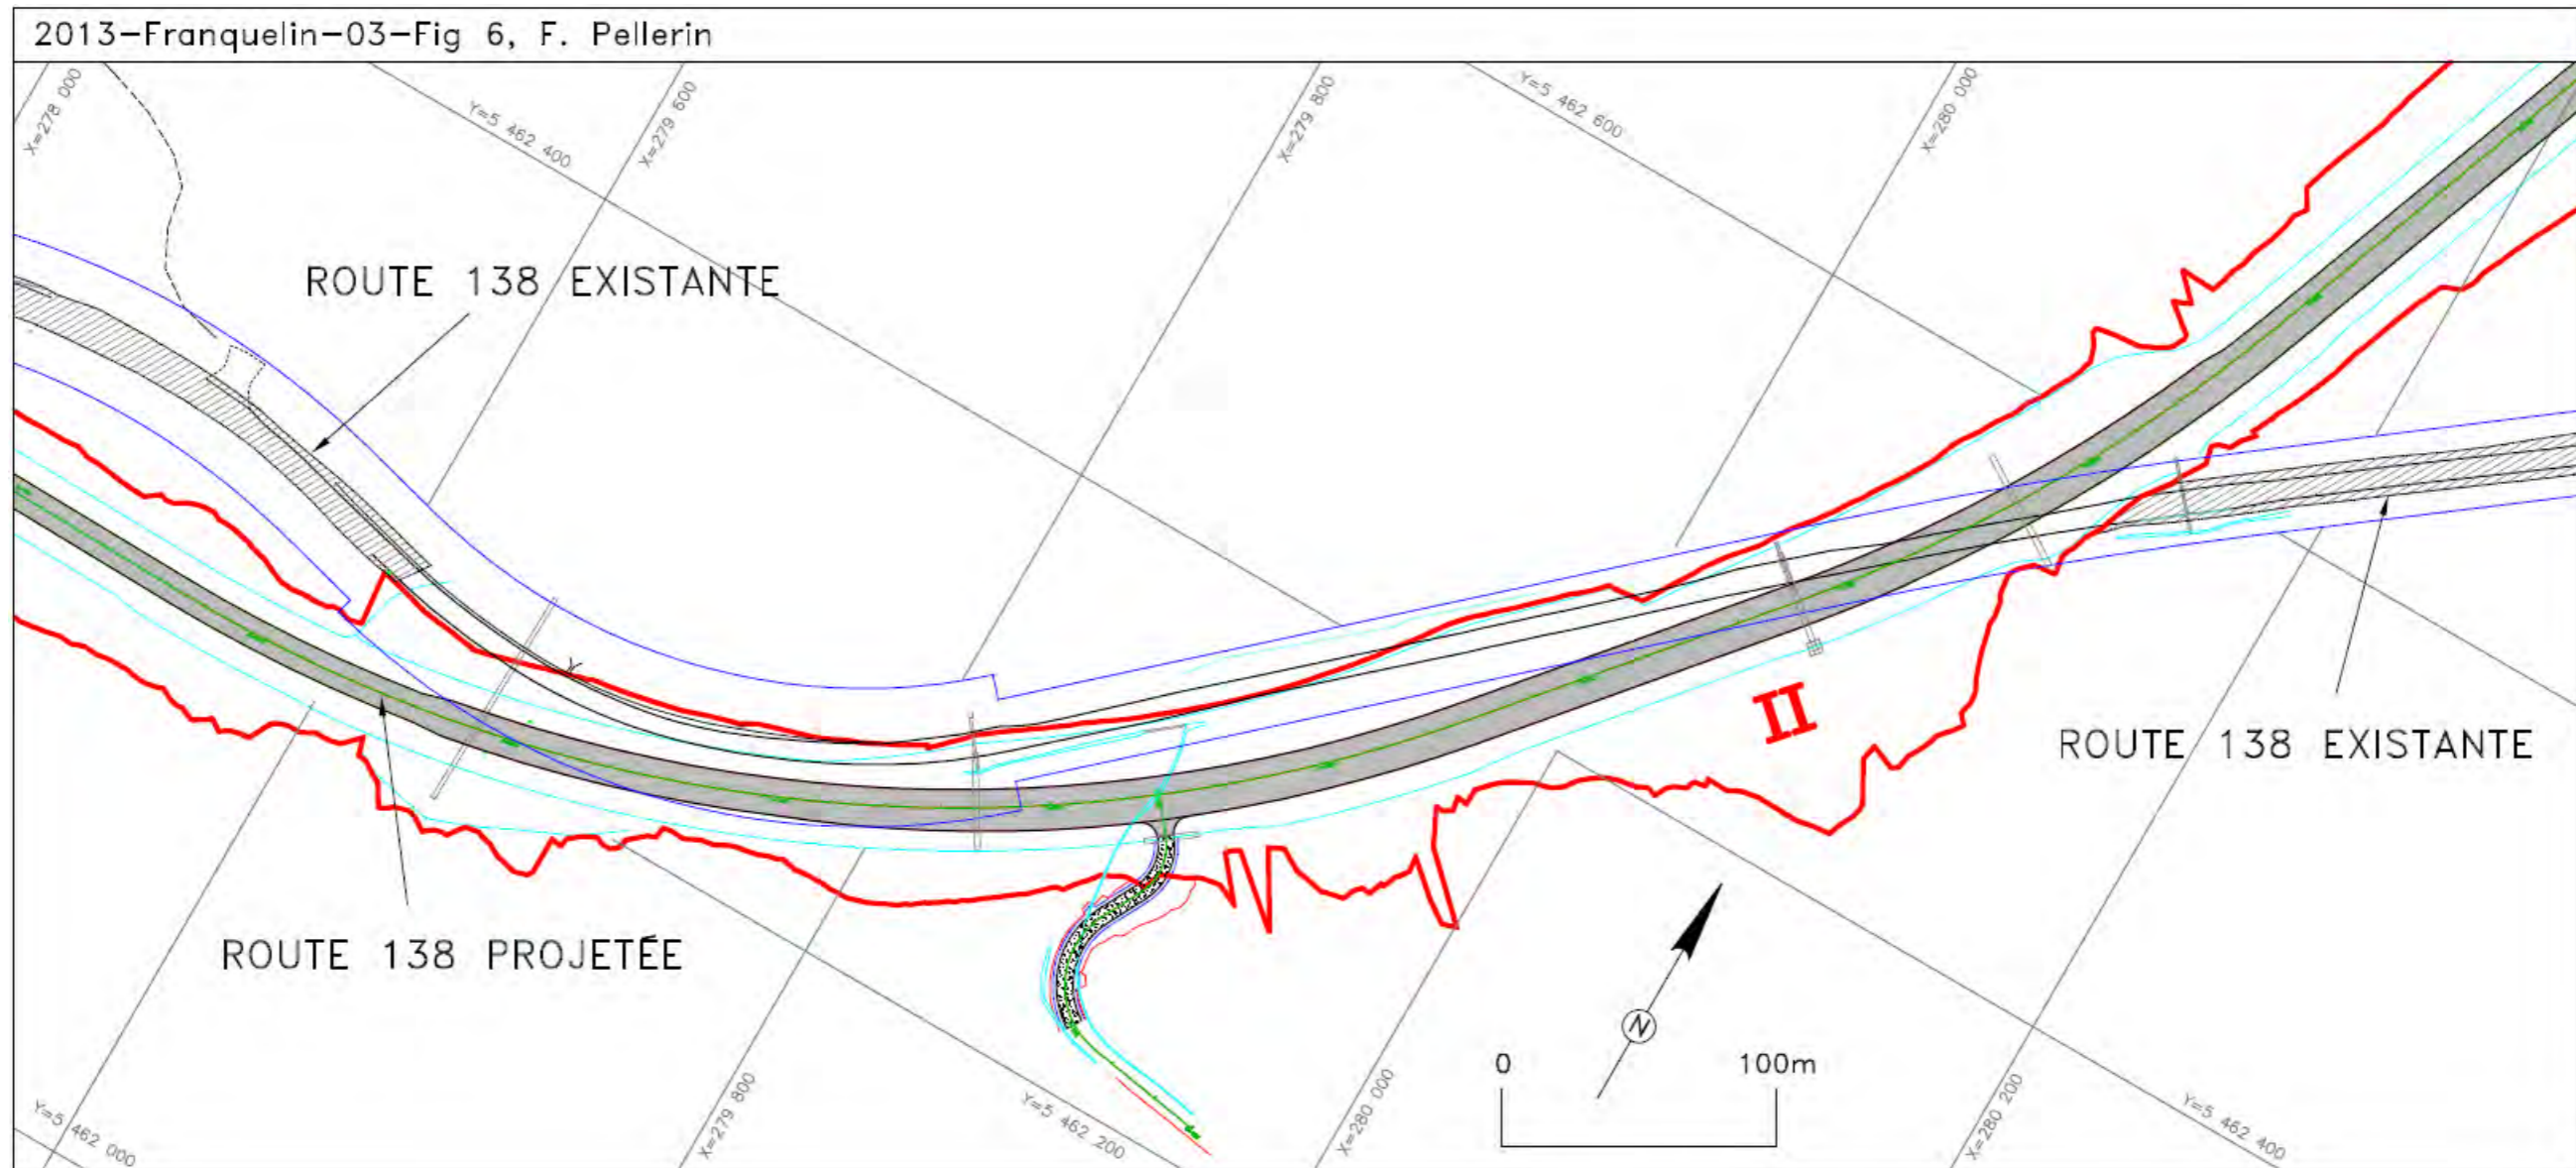 2013-Franquelin-03-Fig 6, F. Pellerin
X=278 000
Y=5 462 400
X=279 600
X=279 800
Y=5 462 600
X=280 000
ROUTE 138 EXISTANTE
II
ROUTE 138 EXISTANTE
ROUTE 138 PROJETÉE
N
0
100m
Y=5 462 000
X=279 800
Y=5 462 200
X=280 000
X=280 200
Y=5 462 400